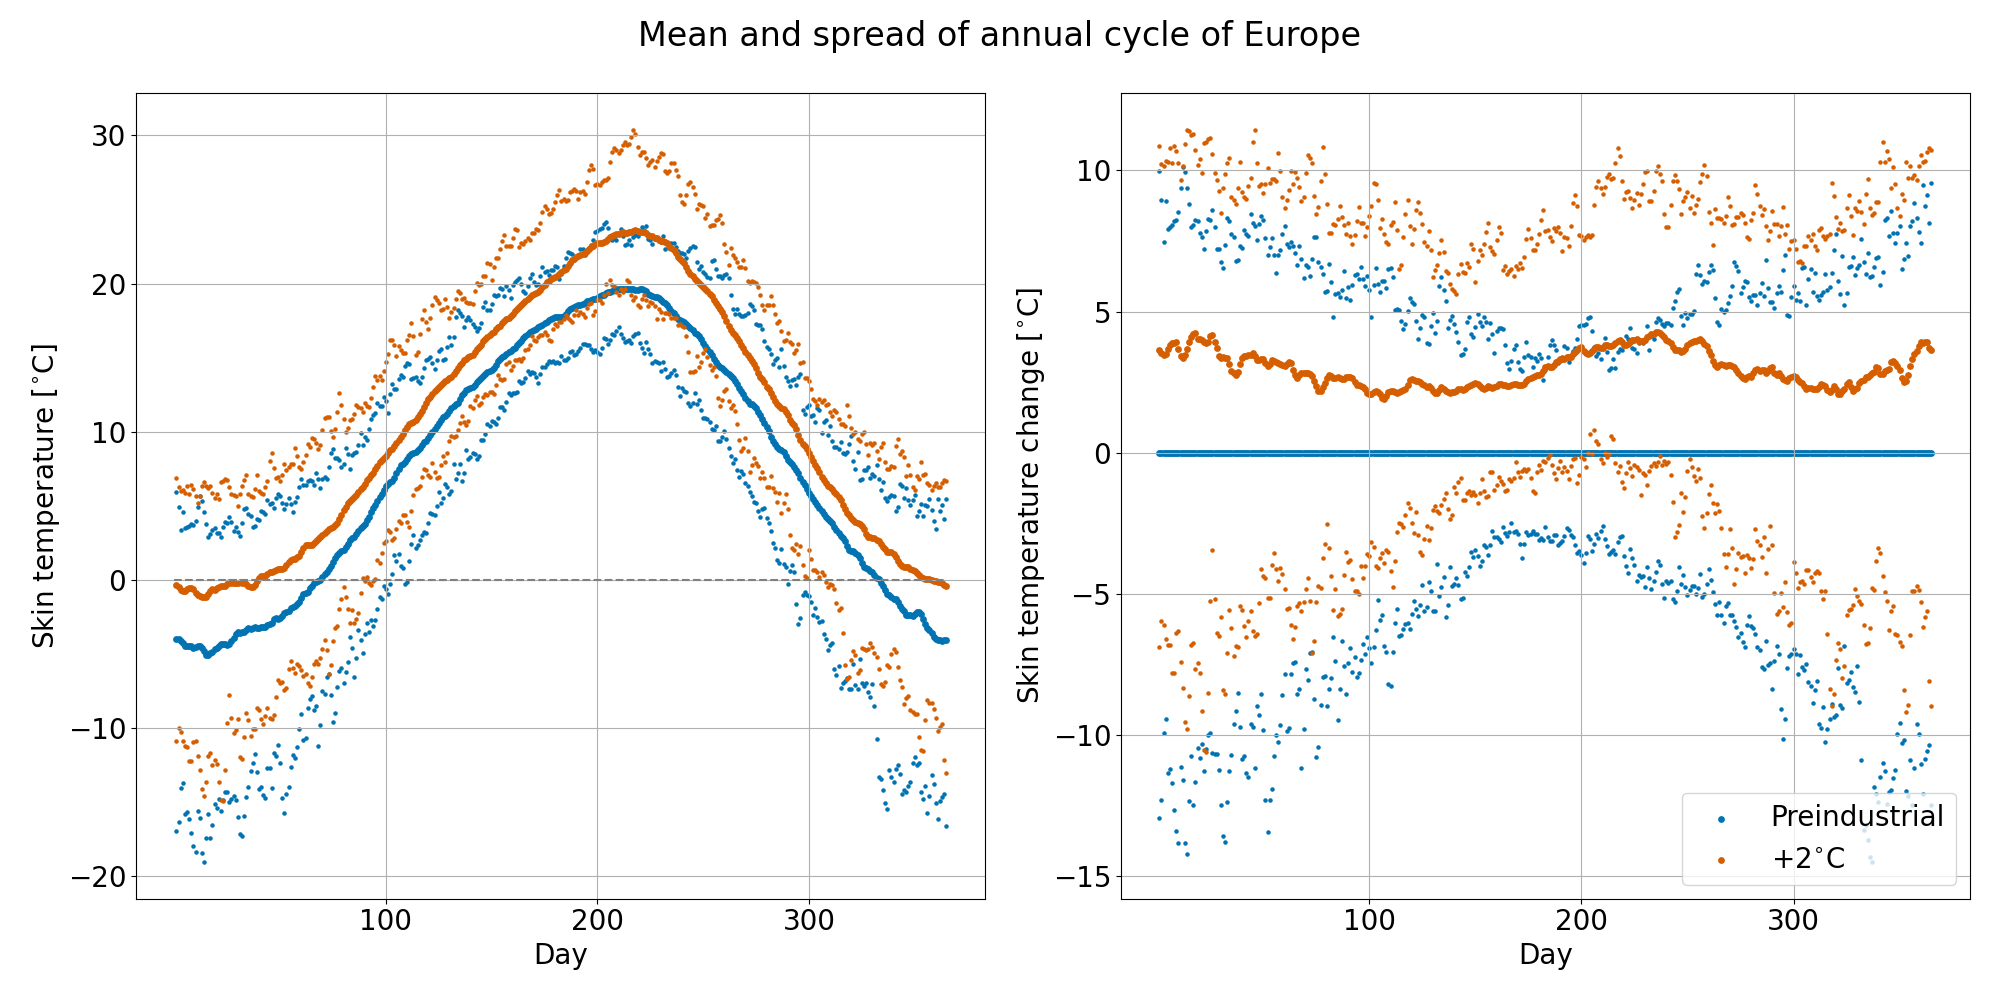 Mean and spread of annual cycle of Europe
Skin temperature [°C]
30
20
10
0
−10
−20
100 200 300
Day
Skin temperature change [°C]
10
5
0
−5
−10
−15
100 200 300
Day
Preindustrial
+2°C